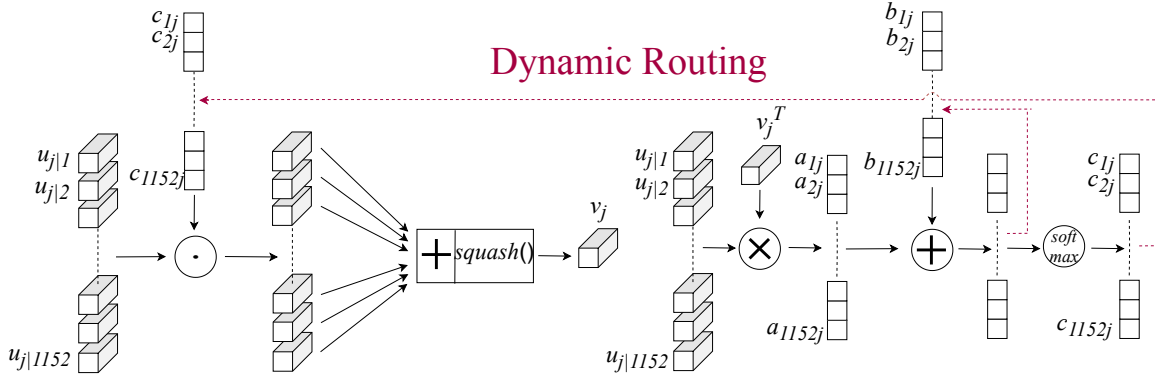 c1j
c2j
b1j
b2j
Dynamic Routing
uj|1
uj|2
c1152j
vjT
uj|1
uj|2
a1j
a2j
b1152j
c1j
c2j
vj
+ squash()
·
×
+
soft
max
uj|1152
uj|1152
a1152j
c1152j